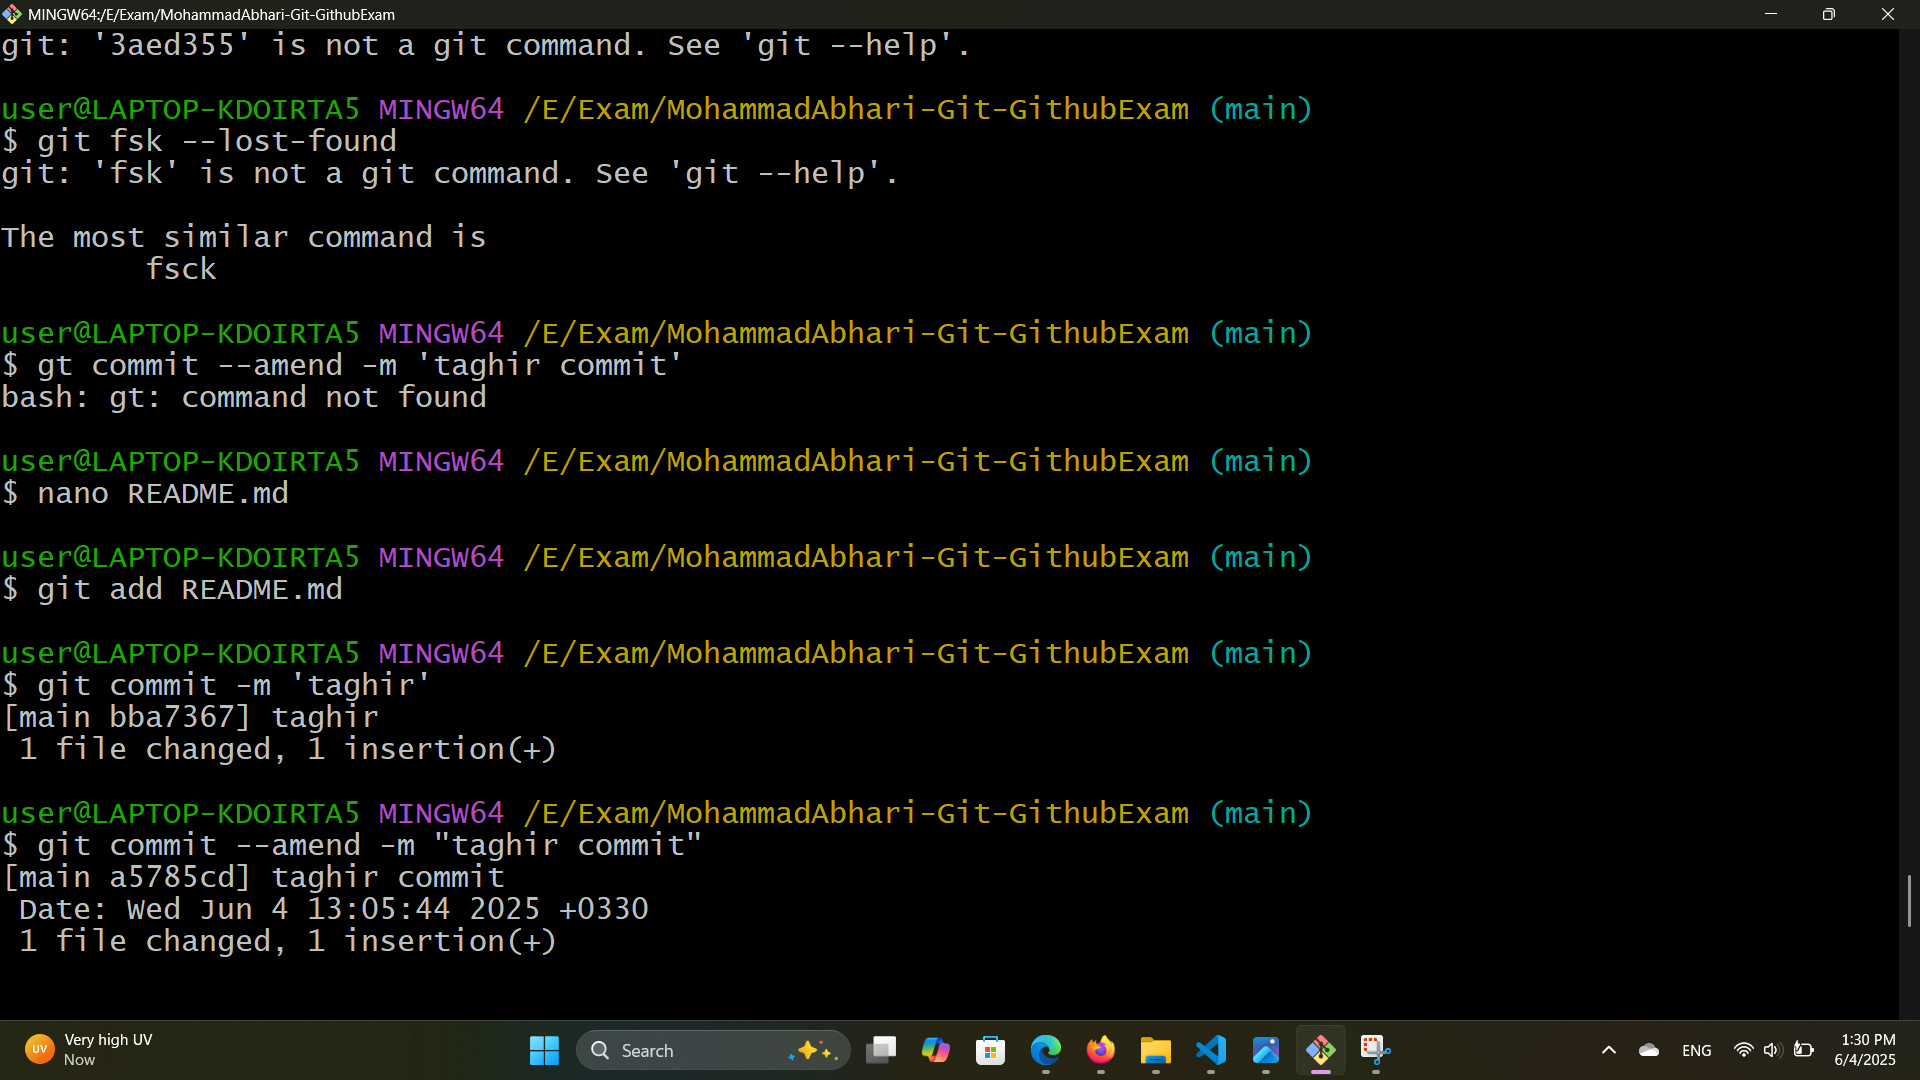 MINGW64:/E/Exam/MohammadAbhari-Git-GithubExam
git: '3aed355' is not a git command. See 'git --help'.
user@LAPTOP-KDOIRTA5 MINGW64 /E/Exam/MohammadAbhari-Git-GithubExam (main)
$ git fsk --lost-found
git: 'fsk' is not a git command. See 'git --help'.
The most similar command is
fsck
user@LAPTOP-KDOIRTA5 MINGW64 /E/Exam/MohammadAbhari-Git-GithubExam (main)
$ gt commit --amend -m 'taghir commit'
bash: gt: command not found
user@LAPTOP-KDOIRTA5 MINGW64 /E/Exam/MohammadAbhari-Git-GithubExam (main)
$ nano README.md
user@LAPTOP-KDOIRTA5 MINGW64 /E/Exam/MohammadAbhari-Git-GithubExam (main)
$ git add README.md
user@LAPTOP-KDOIRTA5 MINGW64 /E/Exam/MohammadAbhari-Git-GithubExam (main)
$ git commit -m 'taghir'
[main bba7367] taghir
1 file changed, 1 insertion(+)
user@LAPTOP-KDOIRTA5 MINGW64 /E/Exam/MohammadAbhari-Git-GithubExam (main)
$ git commit --amend -m "taghir commit"
[main a5785cd] taghir commit
Date: Wed Jun 4 13:05:44 2025 +0330
1 file changed, 1 insertion(+)
UV
Very high UV
Now
Search
ENG
1:30 PM
6/4/2025